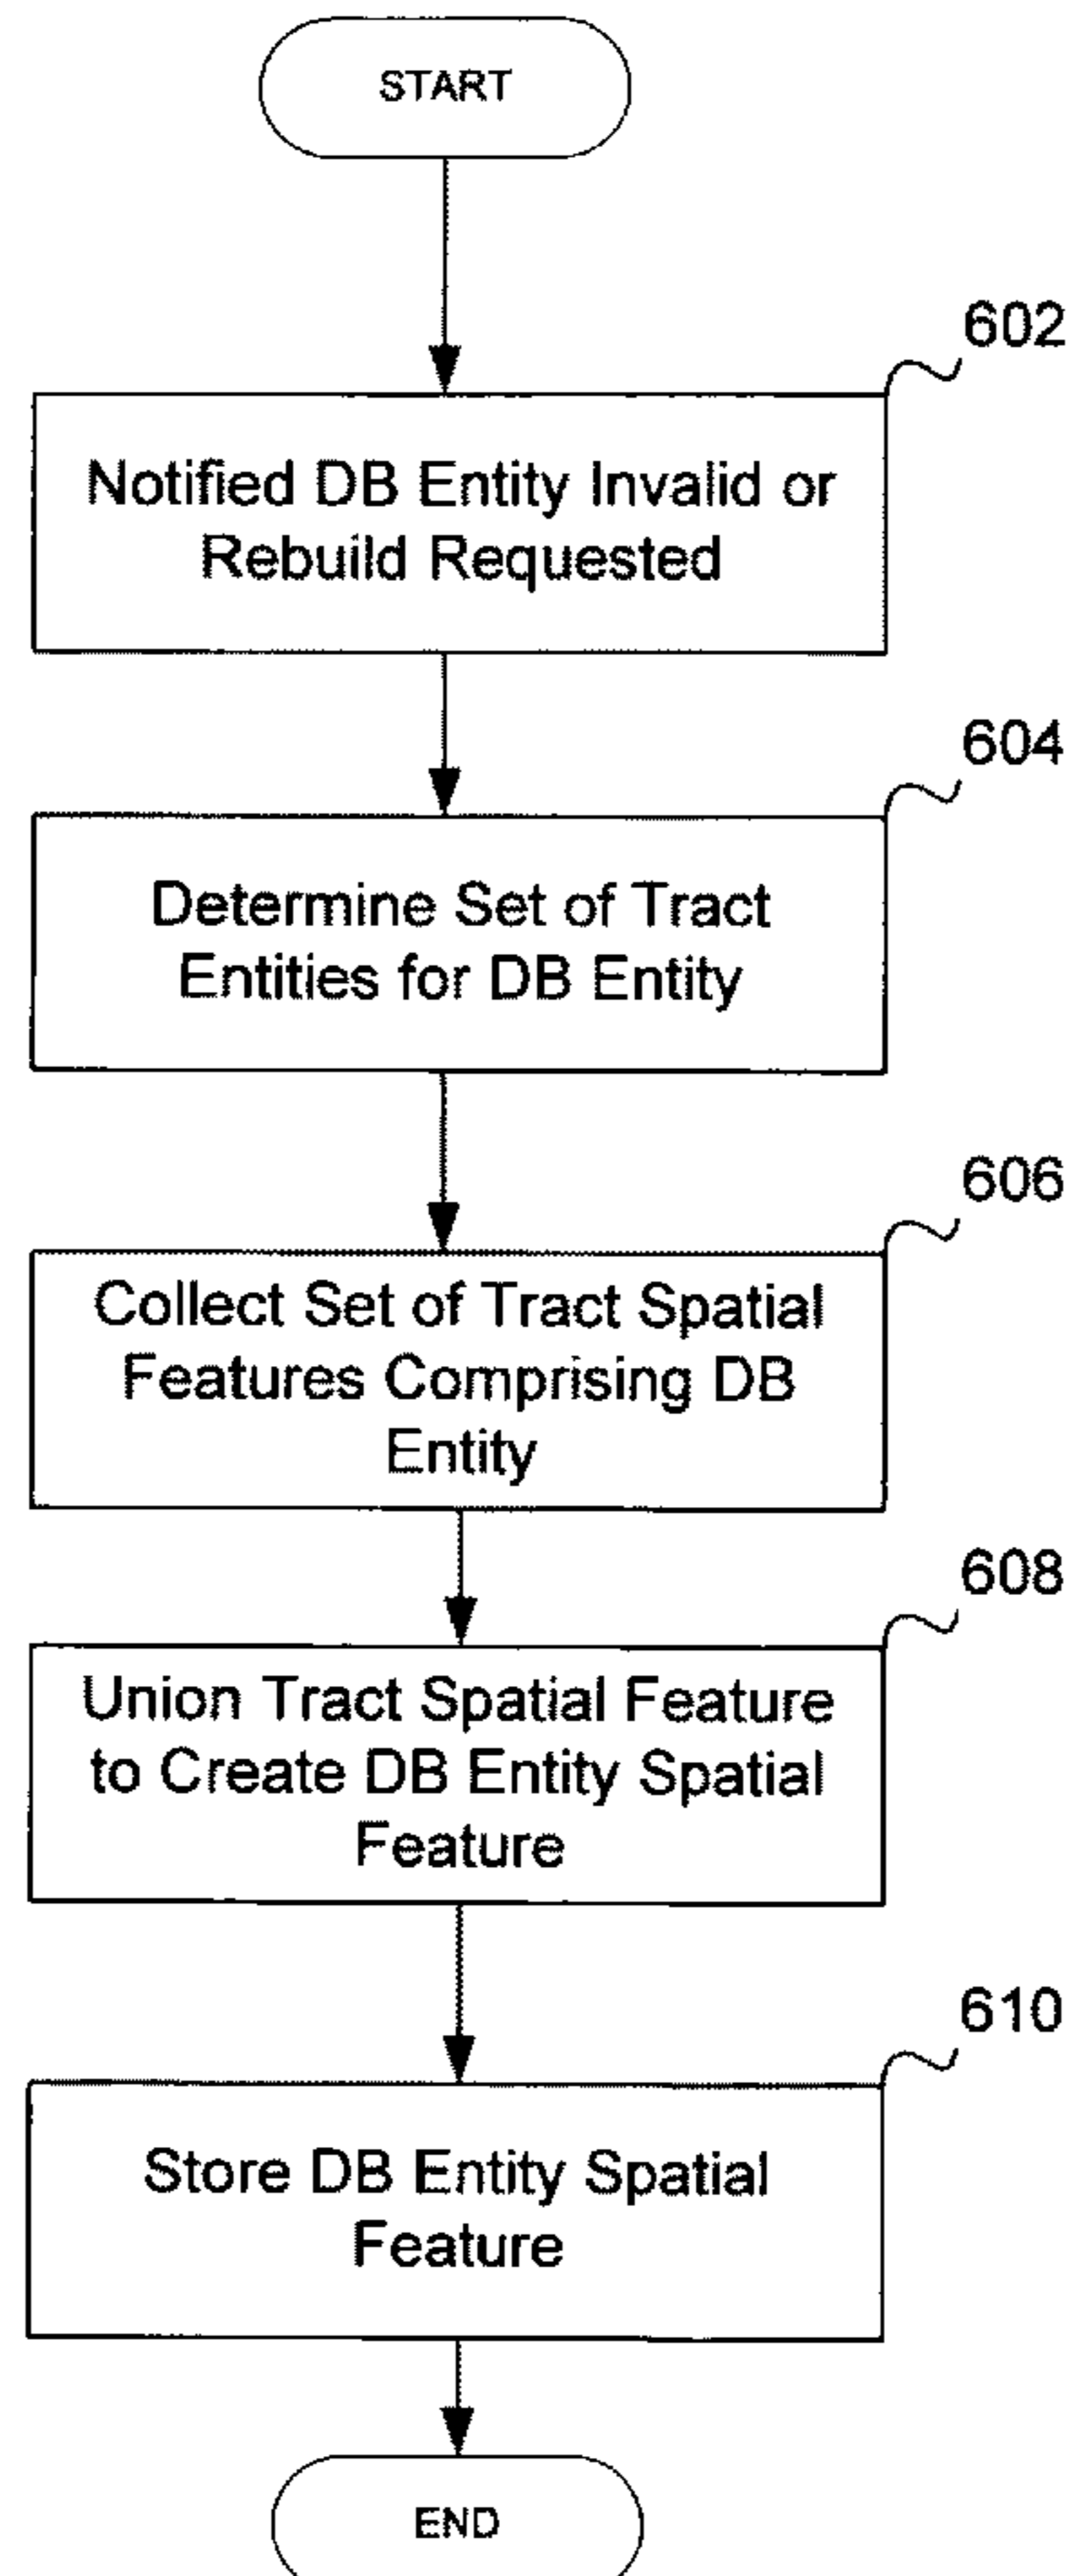 START
602
Notified DB Entity Invalid or
Rebuild Requested
604
Determine Set of Tract
Entities for DB Entity
606
Collect Set of Tract Spatial
Features Comprising DB
Entity
608
Union Tract Spatial Feature
to Create DB Entity Spatial
Feature
610
Store DB Entity Spatial
Feature
END